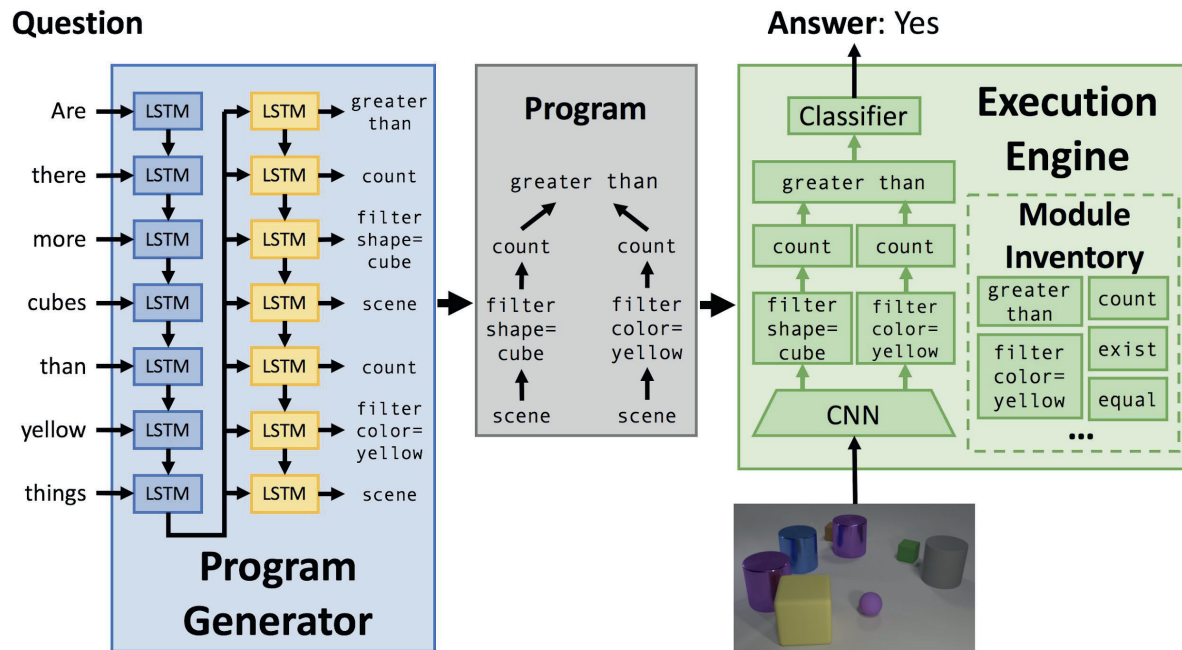 Question
Answer: Yes
Are
there
more
cubes
than
yellow
things
LSTM
LSTM
LSTM
LSTM
LSTM
LSTM
LSTM
LSTM
LSTM
LSTM
LSTM
LSTM
LSTM
LSTM
greater
than
count
filter
shape=
cube
scene
count
filter
color=
yellow
scene
Program
Generator
Program
greater than
count
count
filter
shape=
cube
filter
color=
yellow
scene
scene
Execution
Engine
Classifier
greater than
count
count
filter
shape=
cube
filter
color=
yellow
CNN
Module
Inventory
greater
than
count
filter
color=
yellow
exist
equal
...